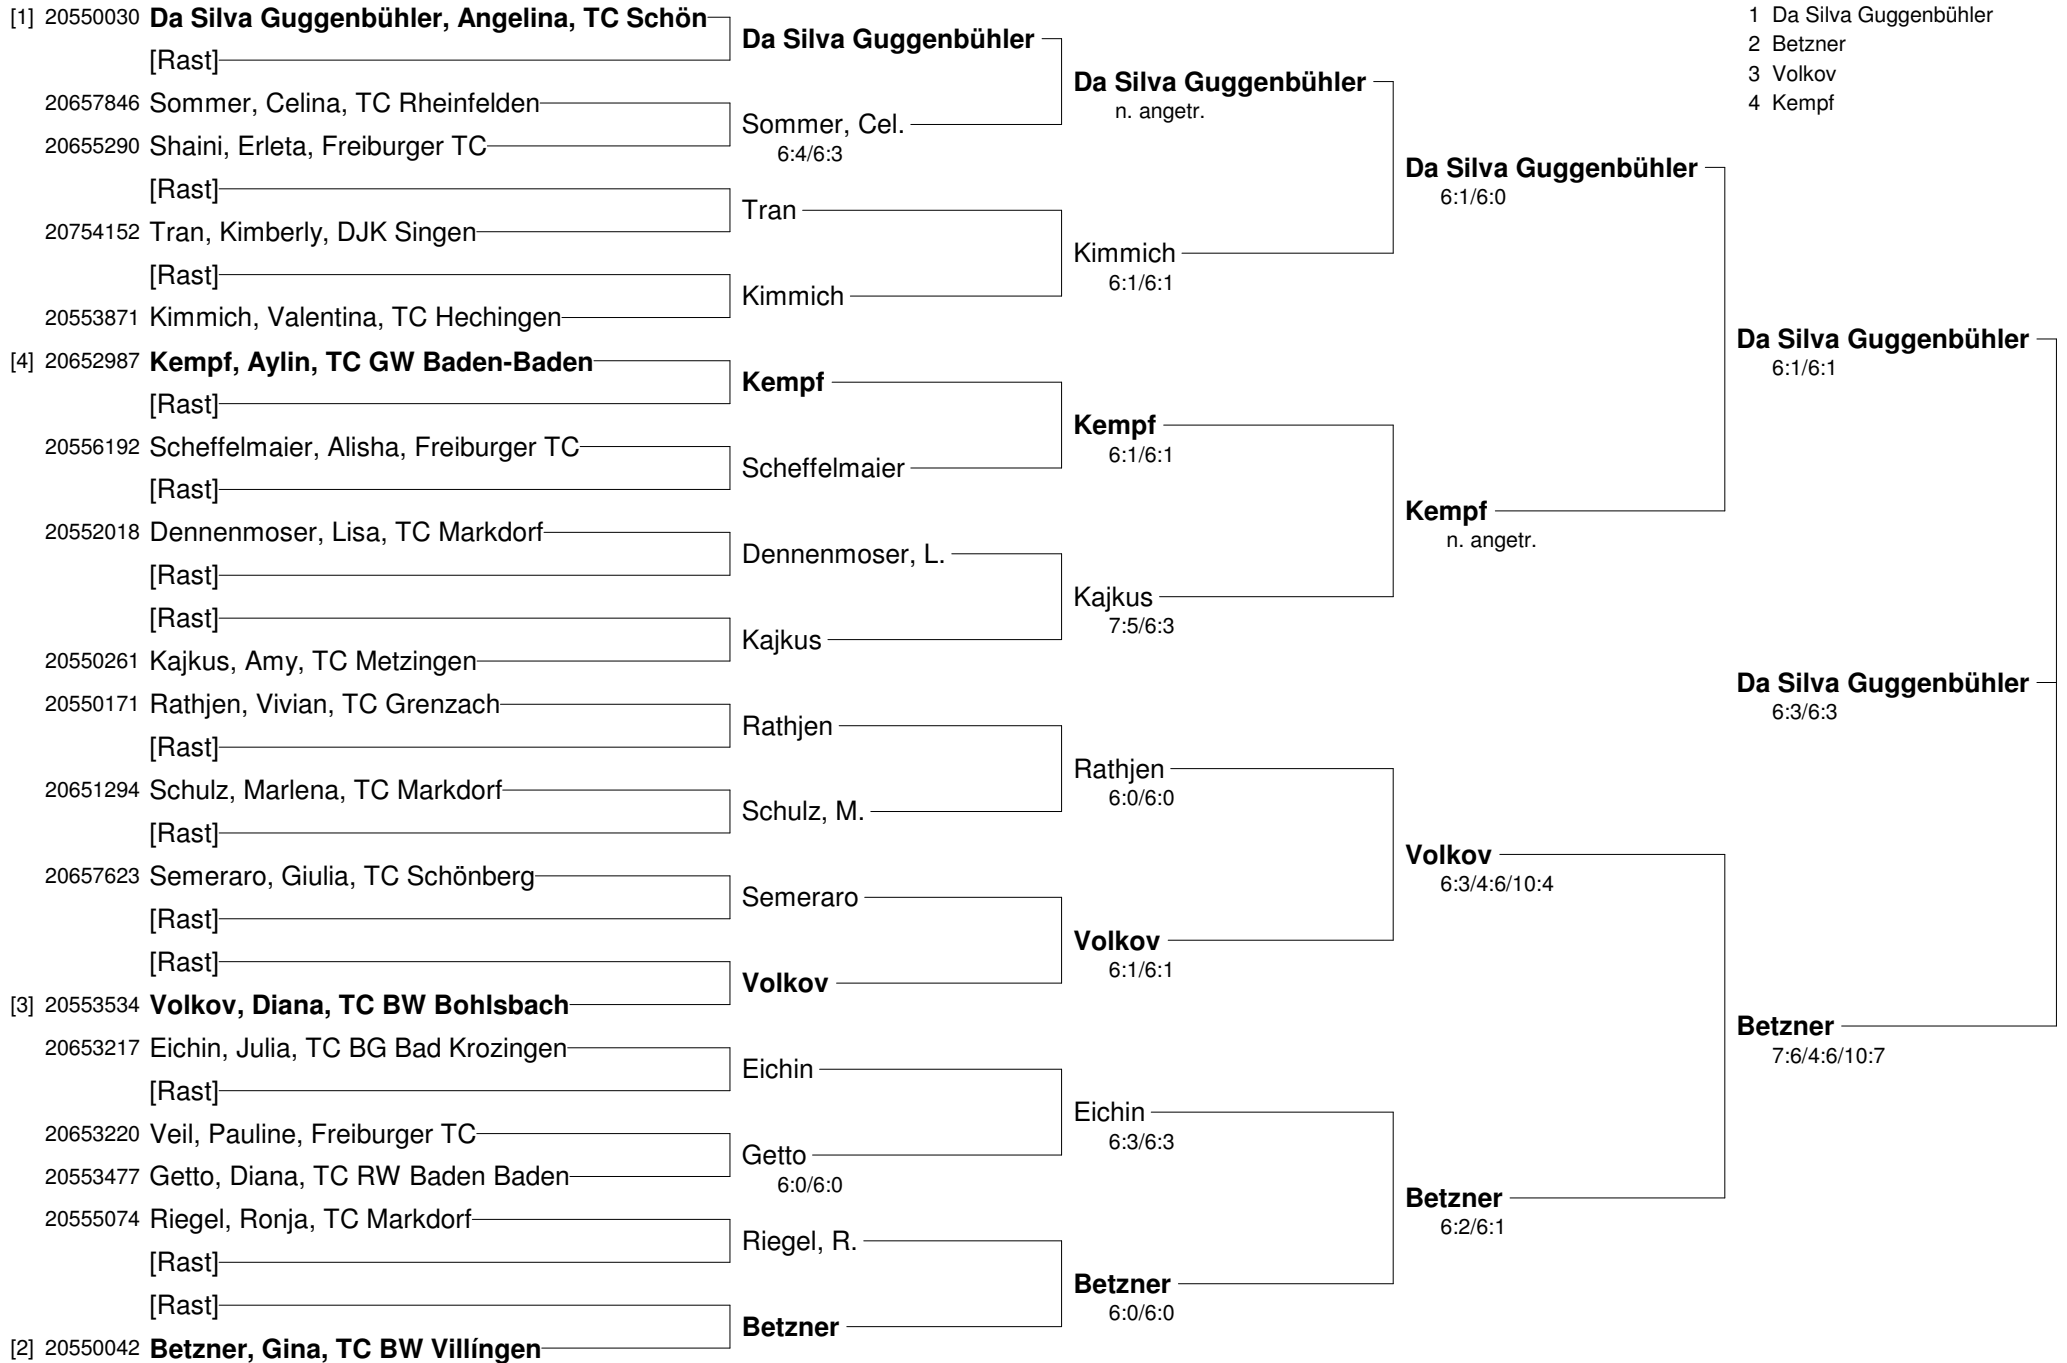 [1] 20550030 Da Silva Guggenbühler, Angelina, TC Schön
[Rast]
20657846 Sommer, Celina, TC Rheinfelden
20655290 Shaini, Erleta, Freiburger TC
[Rast]
20754152 Tran, Kimberly, DJK Singen
[Rast]
20553871 Kimmich, Valentina, TC Hechingen
[4] 20652987 Kempf, Aylin, TC GW Baden-Baden
[Rast]
20556192 Scheffelmaier, Alisha, Freiburger TC
[Rast]
20552018 Dennenmoser, Lisa, TC Markdorf
[Rast]
[Rast]
20550261 Kajkus, Amy, TC Metzingen
20550171 Rathjen, Vivian, TC Grenzach
[Rast]
20651294 Schulz, Marlena, TC Markdorf
[Rast]
20657623 Semeraro, Giulia, TC Schönberg
[Rast]
[Rast]
[3] 20553534 Volkov, Diana, TC BW Bohlsbach
20653217 Eichin, Julia, TC BG Bad Krozingen
[Rast]
20653220 Veil, Pauline, Freiburger TC
20553477 Getto, Diana, TC RW Baden Baden
20555074 Riegel, Ronja, TC Markdorf
[Rast]
[Rast]
[2] 20550042 Betzner, Gina, TC BW Villíngen
Da Silva Guggenbühler
Sommer, Cel.
6:4/6:3
Tran
Kimmich
Kempf
Scheffelmaier
Dennenmoser, L.
Kajkus
Rathjen
Schulz, M.
Semeraro
Volkov
Eichin
Getto
6:0/6:0
Riegel, R.
Betzner
Da Silva Guggenbühler
n. angetr.
Kimmich
6:1/6:1
Kempf
6:1/6:1
Kajkus
7:5/6:3
Rathjen
6:0/6:0
Volkov
6:1/6:1
Eichin
6:3/6:3
Betzner
6:0/6:0
Da Silva Guggenbühler
6:1/6:0
Kempf
n. angetr.
Volkov
6:3/4:6/10:4
Betzner
6:2/6:1
1 Da Silva Guggenbühler
2 Betzner
3 Volkov
4 Kempf
Da Silva Guggenbühler
6:1/6:1
Da Silva Guggenbühler
6:3/6:3
Betzner
7:6/4:6/10:7